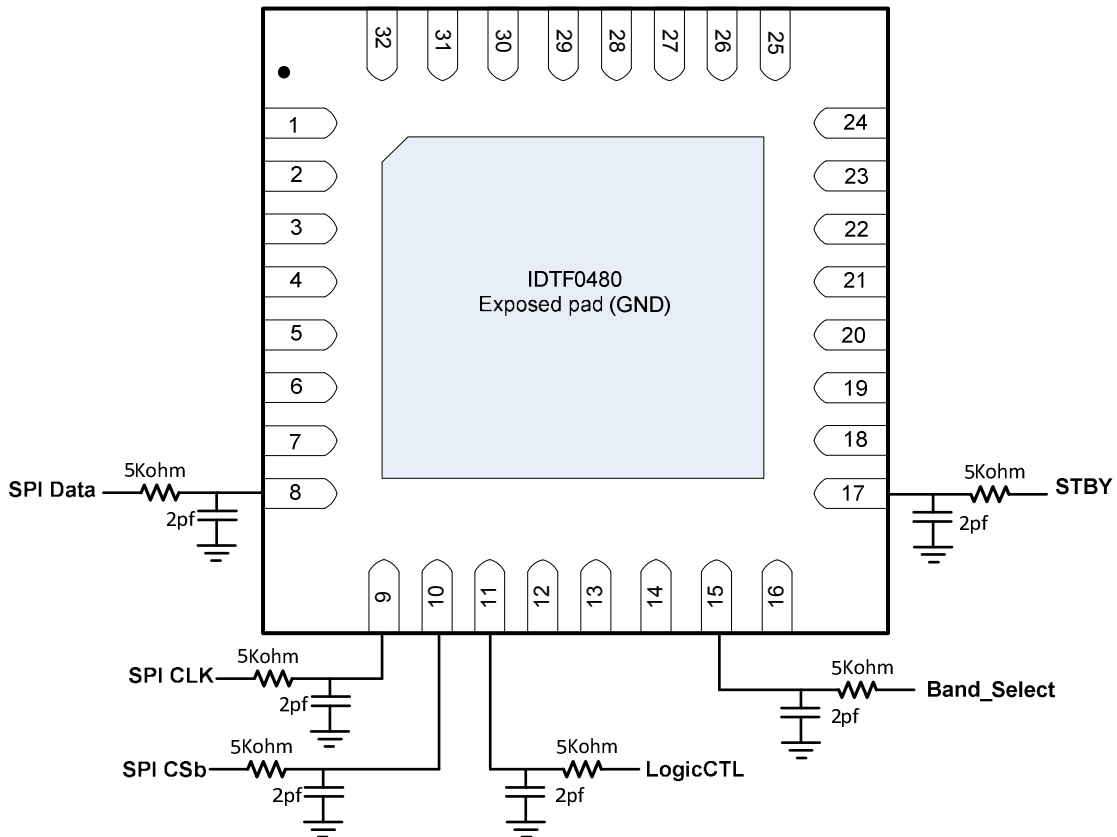 32 31 30 29 28 27 26 25
1 24
2 23
3 22
4 21
IDTF0480
Exposed pad (GND)
5 20
6 19
7 18
5Kohm 5Kohm
SPI Data 8 17 STBY
2pf 2pf
9 10 11 12 13 14 15 16
5Kohm 5Kohm
SPI CLK Band_Select
2pf 2pf
5Kohm 5Kohm
SPI CSb LogicCTL
2pf 2pf